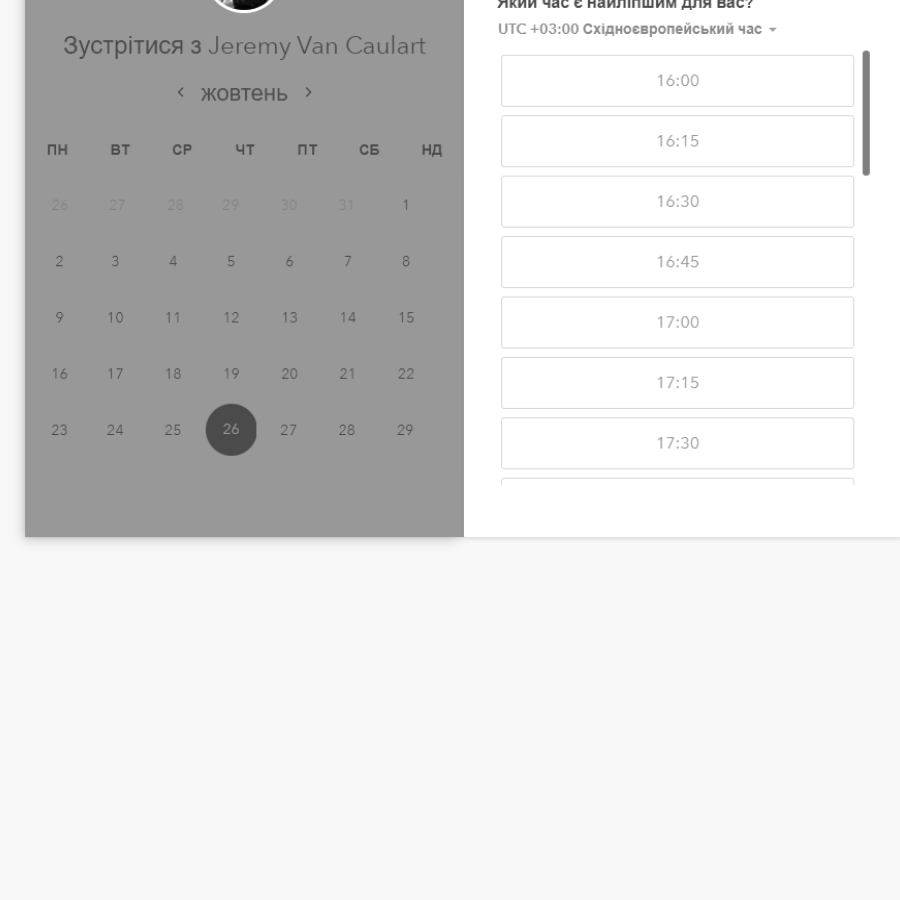 Зустрітися з Jeremy Van Caulart
‹ жовтень ›
ПН ВТ СР ЧТ ПТ СБ НД
26 27 28 29 30 31 1
2 3 4 5 6 7 8
9 10 11 12 13 14 15
16 17 18 19 20 21 22
23 24 25 26 27 28 29
Який час є найліпшим для вас?
UTC +03:00 Східноєвропейський час
16:00
16:15
16:30
16:45
17:00
17:15
17:30